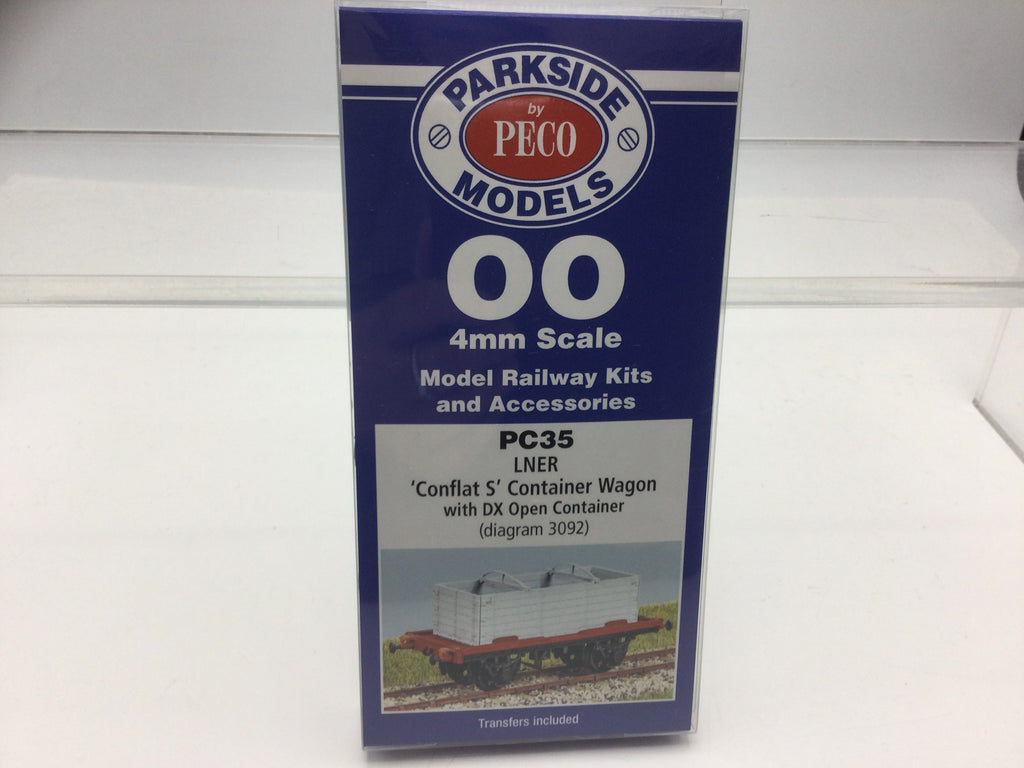 PARKSIDE
by
PECO
MODELS
OO
4mm Scale
Model Railway Kits
and Accessories
PC35
LNER
‘Conflat S’ Container Wagon
with DX Open Container
(diagram 3092)
Transfers included